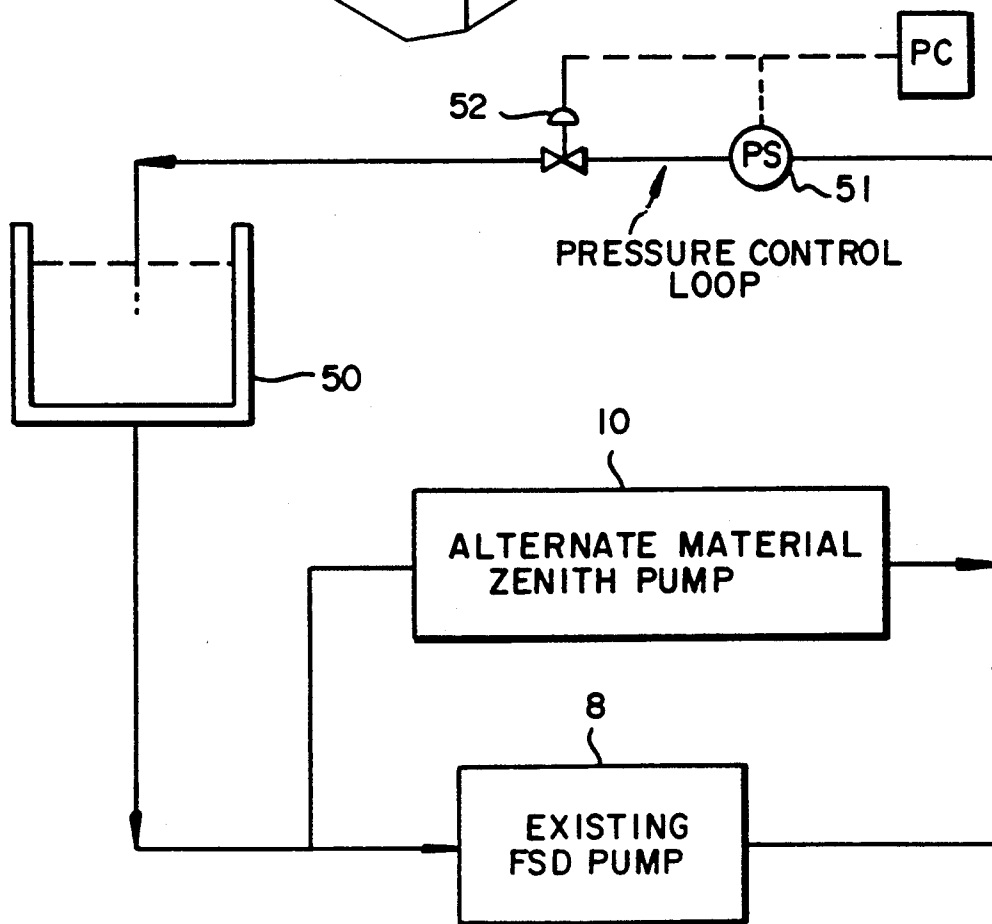 PC
52
PS
51
PRESSURE CONTROL
LOOP
50
10
ALTERNATE MATERIAL
ZENITH PUMP
8
EXISTING
FSD PUMP